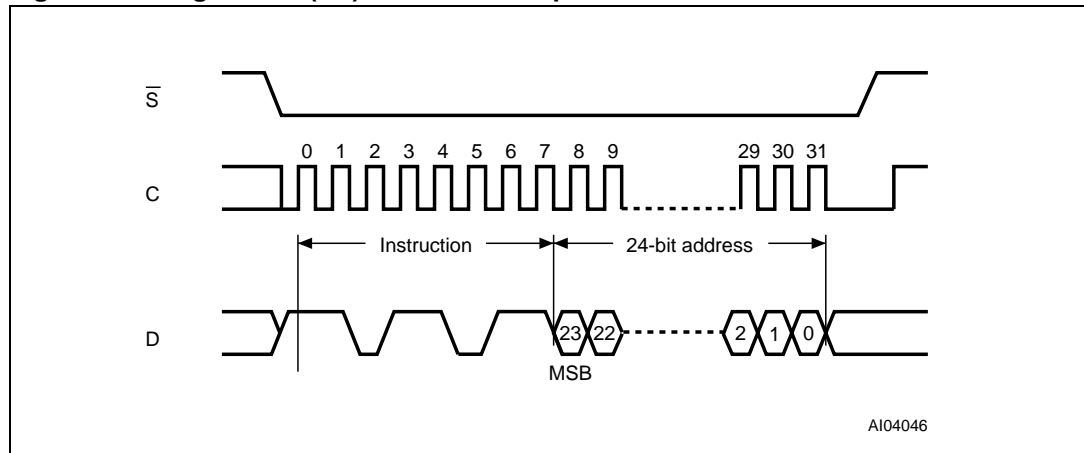 S
0 1 2 3 4 5 6 7 8 9 29 30 31
C
Instruction 24-bit address
D
23 22 2 1 0
MSB
AI04046